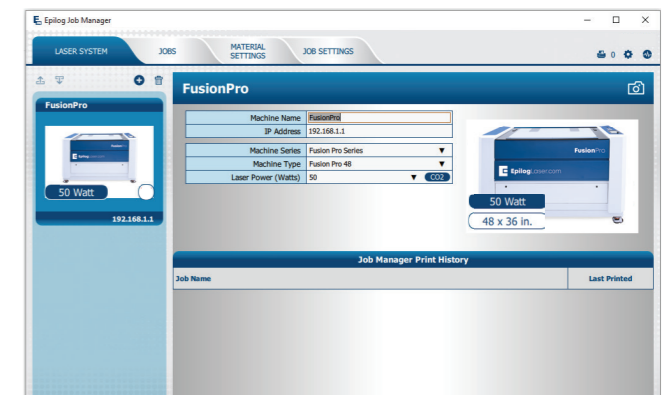 Epilog Job Manager
LASER SYSTEM
JOBS
MATERIAL
SETTINGS
JOB SETTINGS
0
FusionPro
FusionPro
Epilog Laser.com
50 Watt
192.168.1.1
FusionPro
Machine Name FusionPro
IP Address 192.168.1.1
Machine Series Fusion Pro Series
Machine Type Fusion Pro 48
Laser Power (Watts) 50 CO2
FusionPro
EpilogLaser.com
50 Watt
48 x 36 in.
Job Manager Print History
Job Name Last Printed